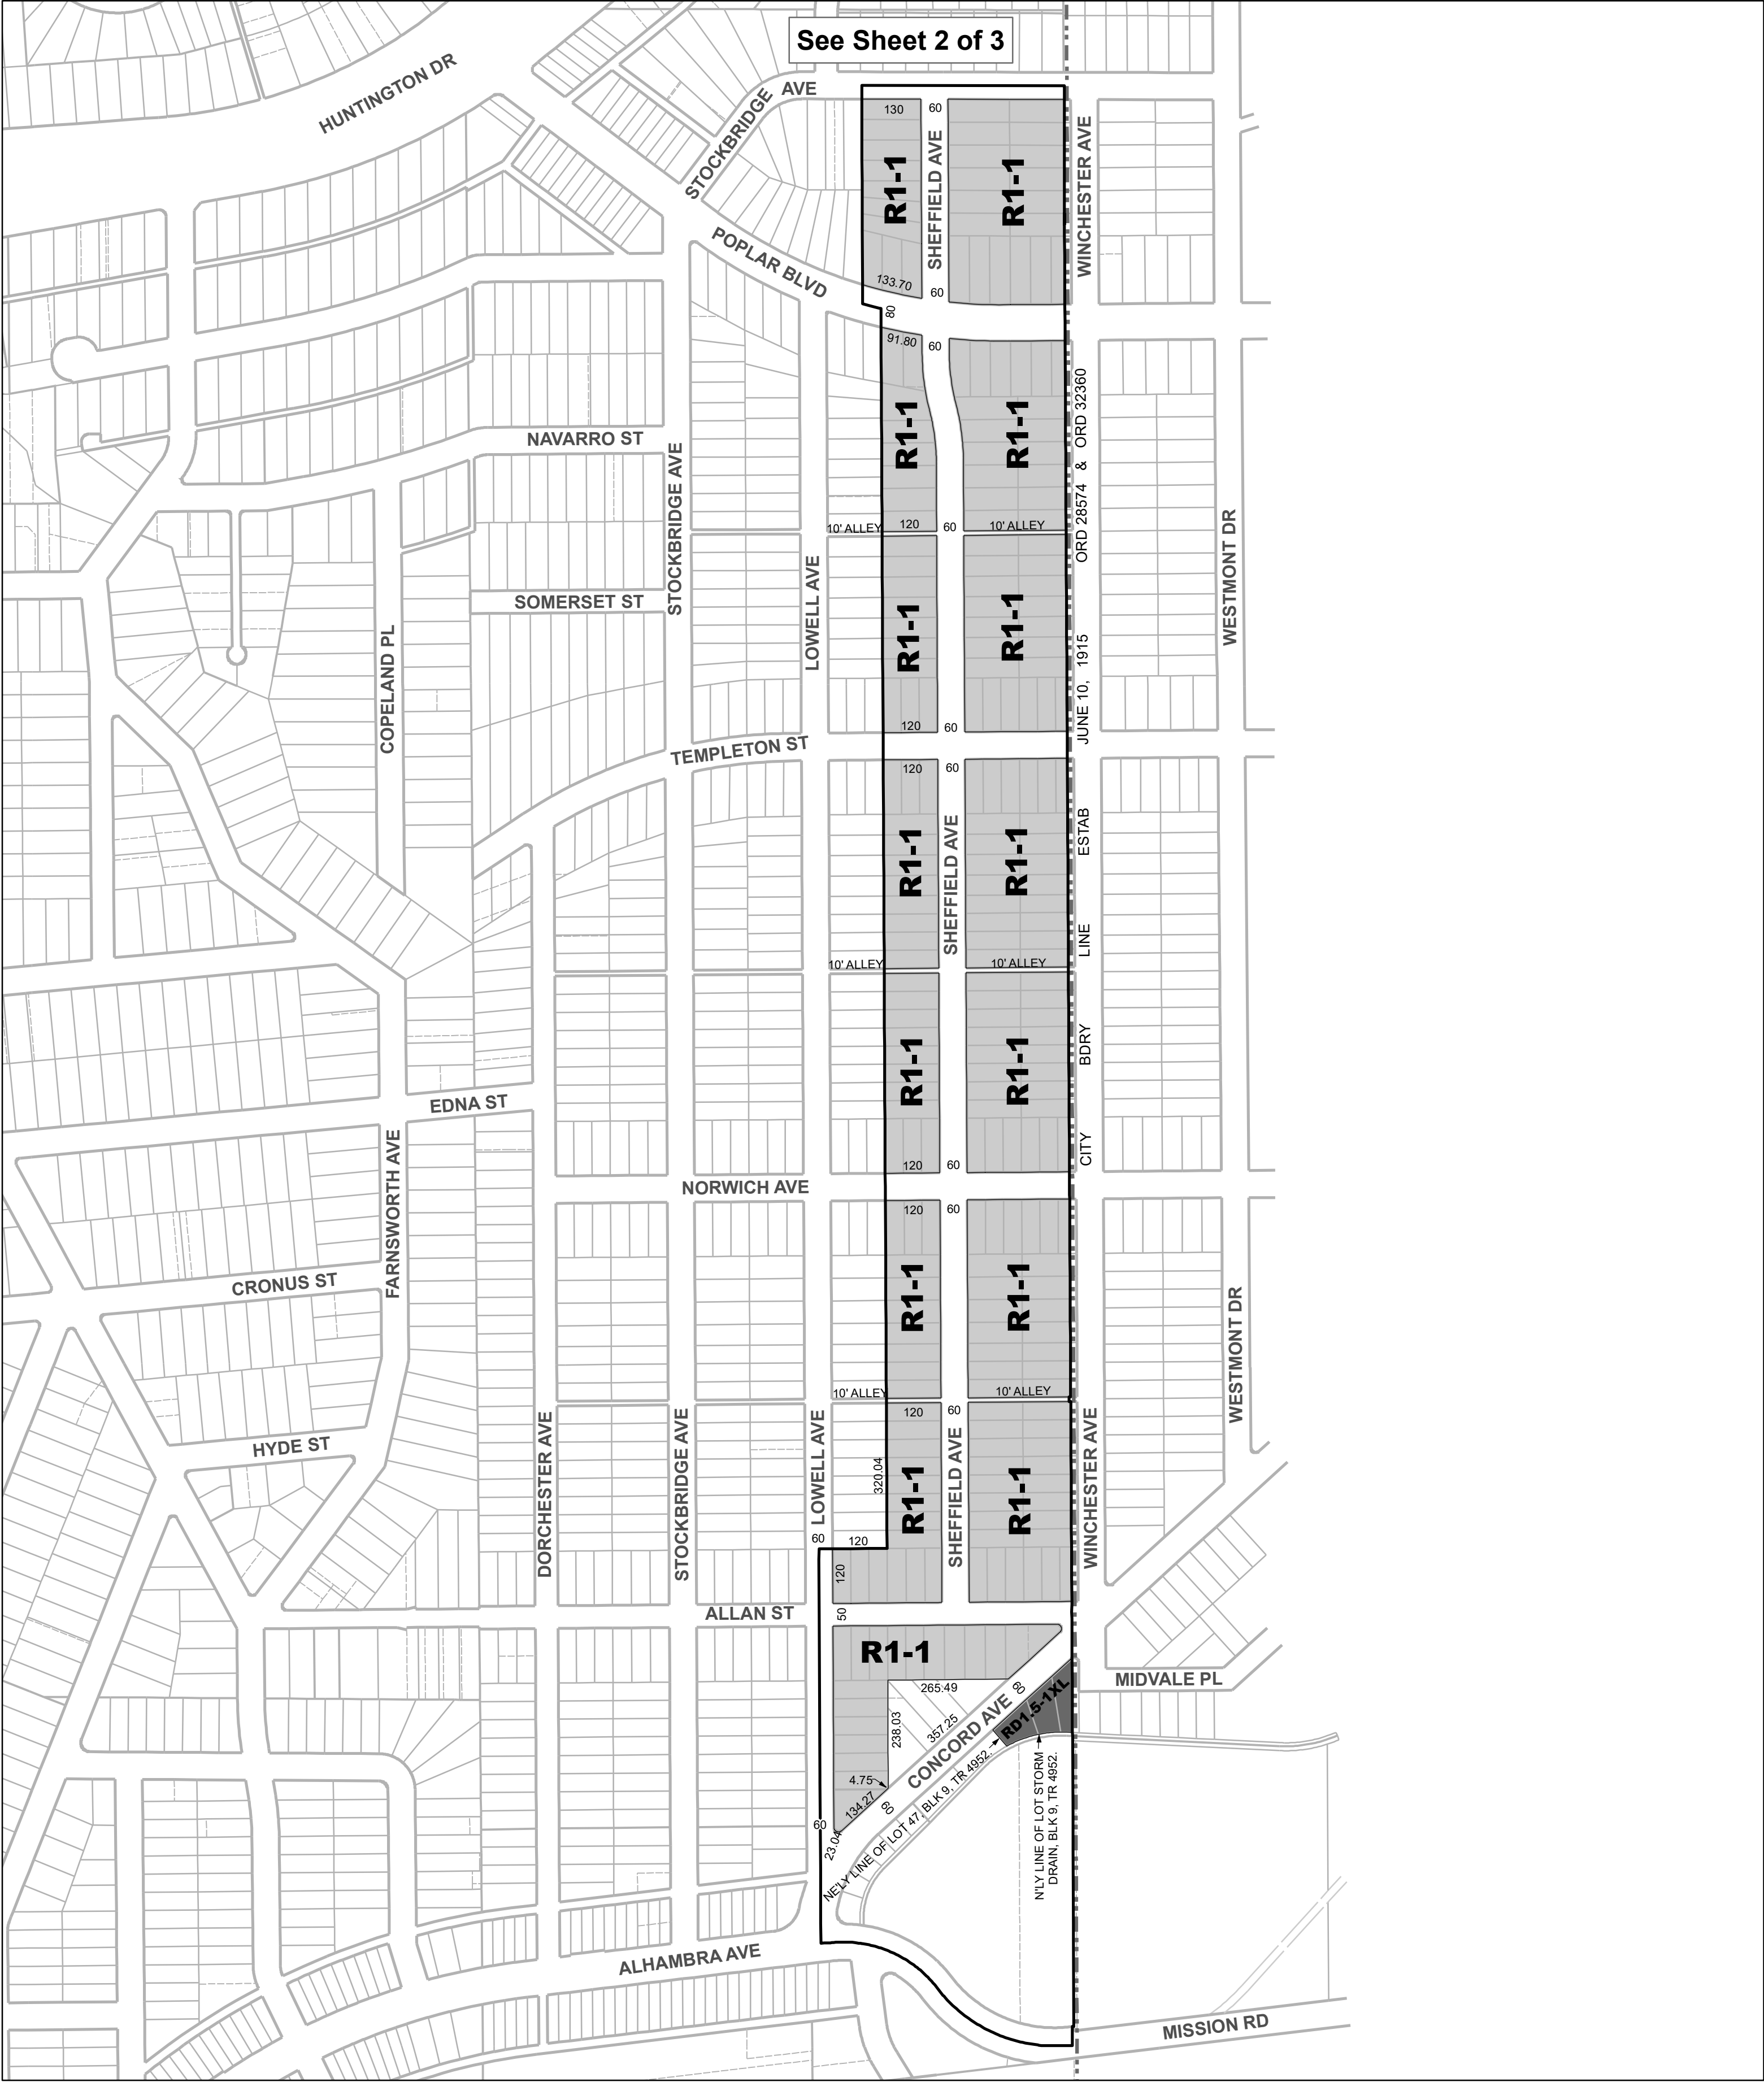 See Sheet 2 of 3
HUNTINGTON DR
STOCKBRIDGE
AVE
130
60
R1-1
SHEFFIELD AVE
R1-1
WINCHESTER AVE
POPLAR BLVD
133.70
60
80
91.80
60
R1-1
R1-1
NAVARRO ST
STOCKBRIDGE AVE
10' ALLEY
120
60
10' ALLEY
CITY BDRY LINE ESTAB JUNE 10, 1915 ORD 28574 & ORD 32360
WESTMONT DR
SOMERSET ST
LOWELL AVE
COPELAND PL
R1-1
R1-1
120
60
TEMPLETON ST
120
60
R1-1
SHEFFIELD AVE
R1-1
10' ALLEY
10' ALLEY
R1-1
R1-1
EDNA ST
FARNSWORTH AVE
120
60
NORWICH AVE
120
60
CRONUS ST
R1-1
R1-1
WESTMONT DR
10' ALLEY
10' ALLEY
120
60
HYDE ST
DORCHESTER AVE
STOCKBRIDGE AVE
LOWELL AVE
320.04
R1-1
SHEFFIELD AVE
R1-1
WINCHESTER AVE
60
120
120
ALLAN ST
50
R1-1
MIDVALE PL
265.49
60
RD1.5-1XL
238.03
357.25
CONCORD AVE
4.75
134.27
60
60
23.04
NE'LY LINE OF LOT 47, BLK 9, TR 4952.
N'LY LINE OF LOT STORM
DRAIN, BLK 9, TR 4952.
ALHAMBRA AVE
MISSION RD